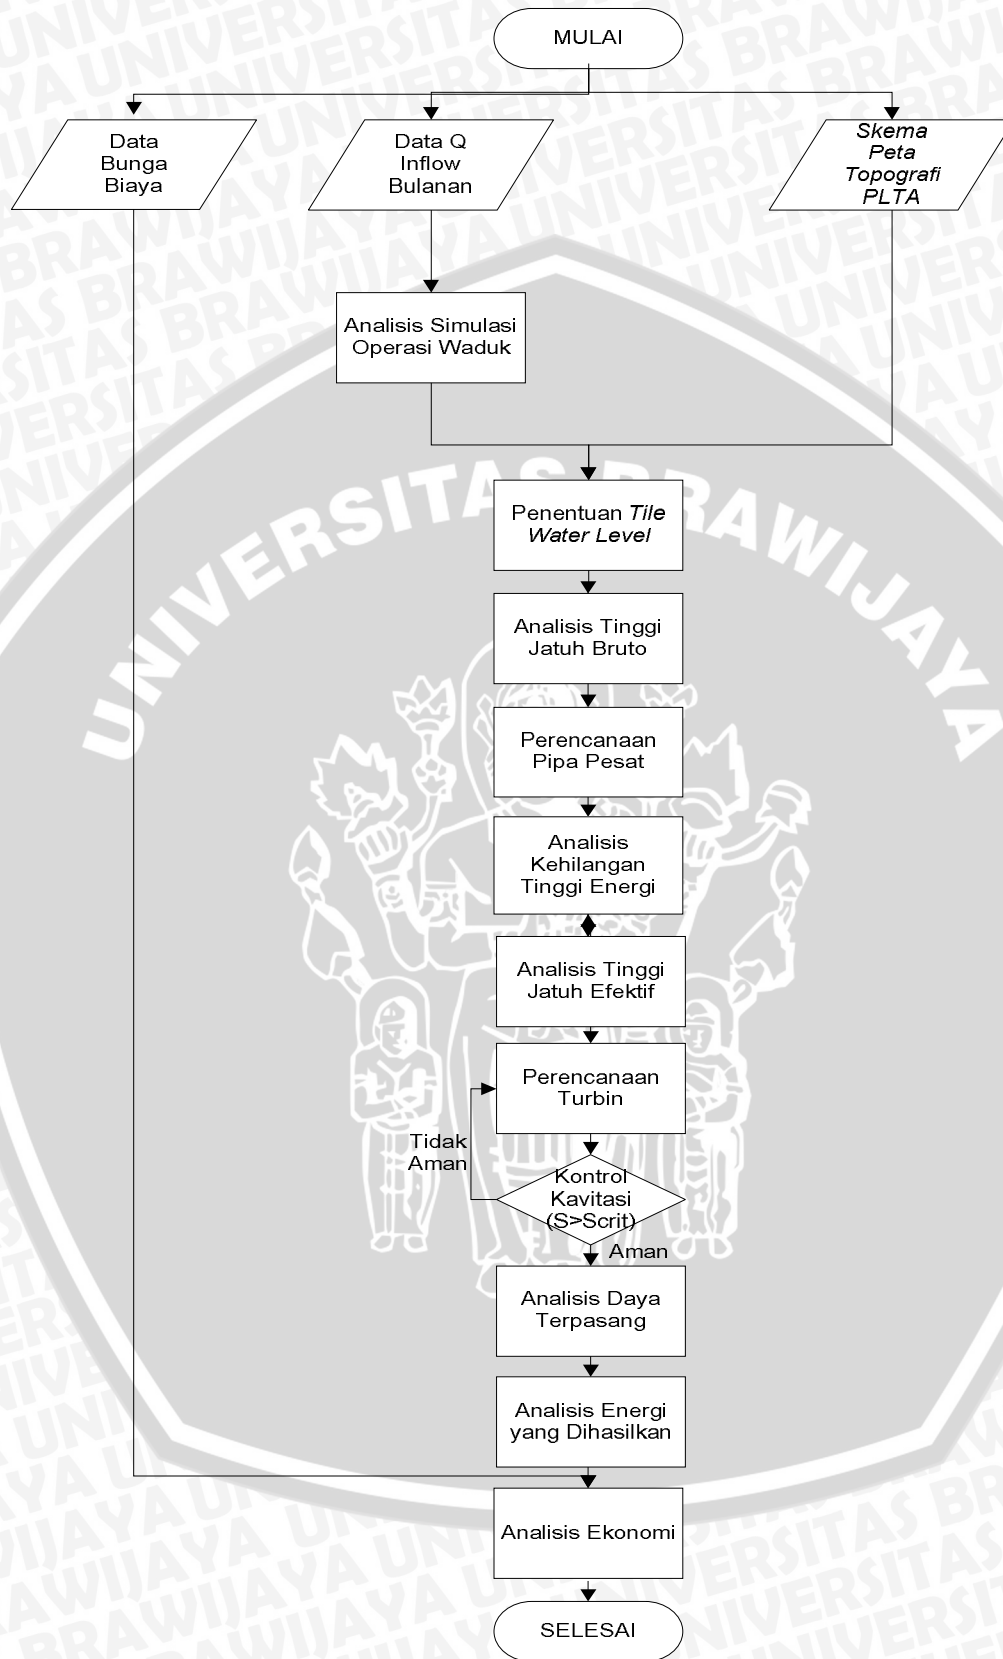 MULAI
Data
Bunga
Biaya
Data Q
Inflow
Bulanan
Skema
Peta
Topografi
PLTA
Analisis Simulasi
Operasi Waduk
UNIVERSITAS BRAWIJAYA
Penentuan Tile
Water Level
Analisis Tinggi
Jatuh Bruto
Perencanaan
Pipa Pesat
Analisis
Kehilangan
Tinggi Energi
Analisis Tinggi
Jatuh Efektif
Perencanaan
Turbin
Tidak
Aman
Kontrol
Kavitasi
(S>Scrit)
Aman
Analisis Daya
Terpasang
Analisis Energi
yang Dihasilkan
Analisis Ekonomi
SELESAI